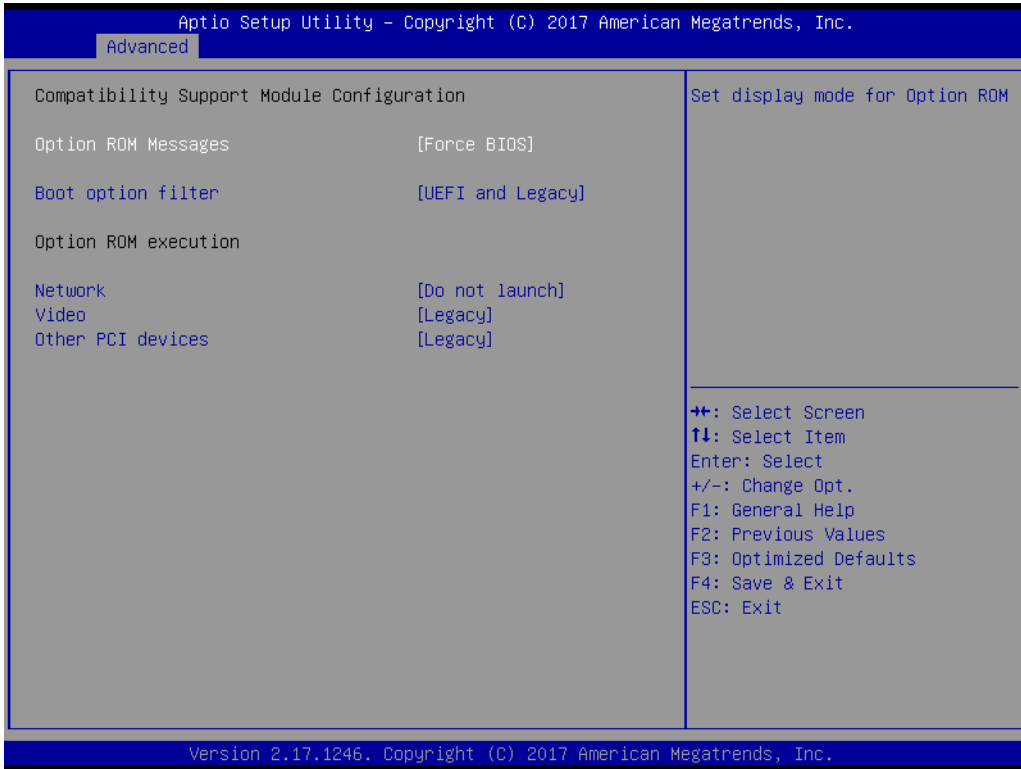 Aptio Setup Utility – Copyright (C) 2017 American Megatrends, Inc.
Advanced
Compatibility Support Module Configuration
Option ROM Messages [Force BIOS]
Boot option filter [UEFI and Legacy]
Option ROM execution
Network [Do not launch]
Video [Legacy]
Other PCI devices [Legacy]
Set display mode for Option ROM
→←: Select Screen
↑↓: Select Item
Enter: Select
+/-: Change Opt.
F1: General Help
F2: Previous Values
F3: Optimized Defaults
F4: Save & Exit
ESC: Exit
Version 2.17.1246. Copyright (C) 2017 American Megatrends, Inc.